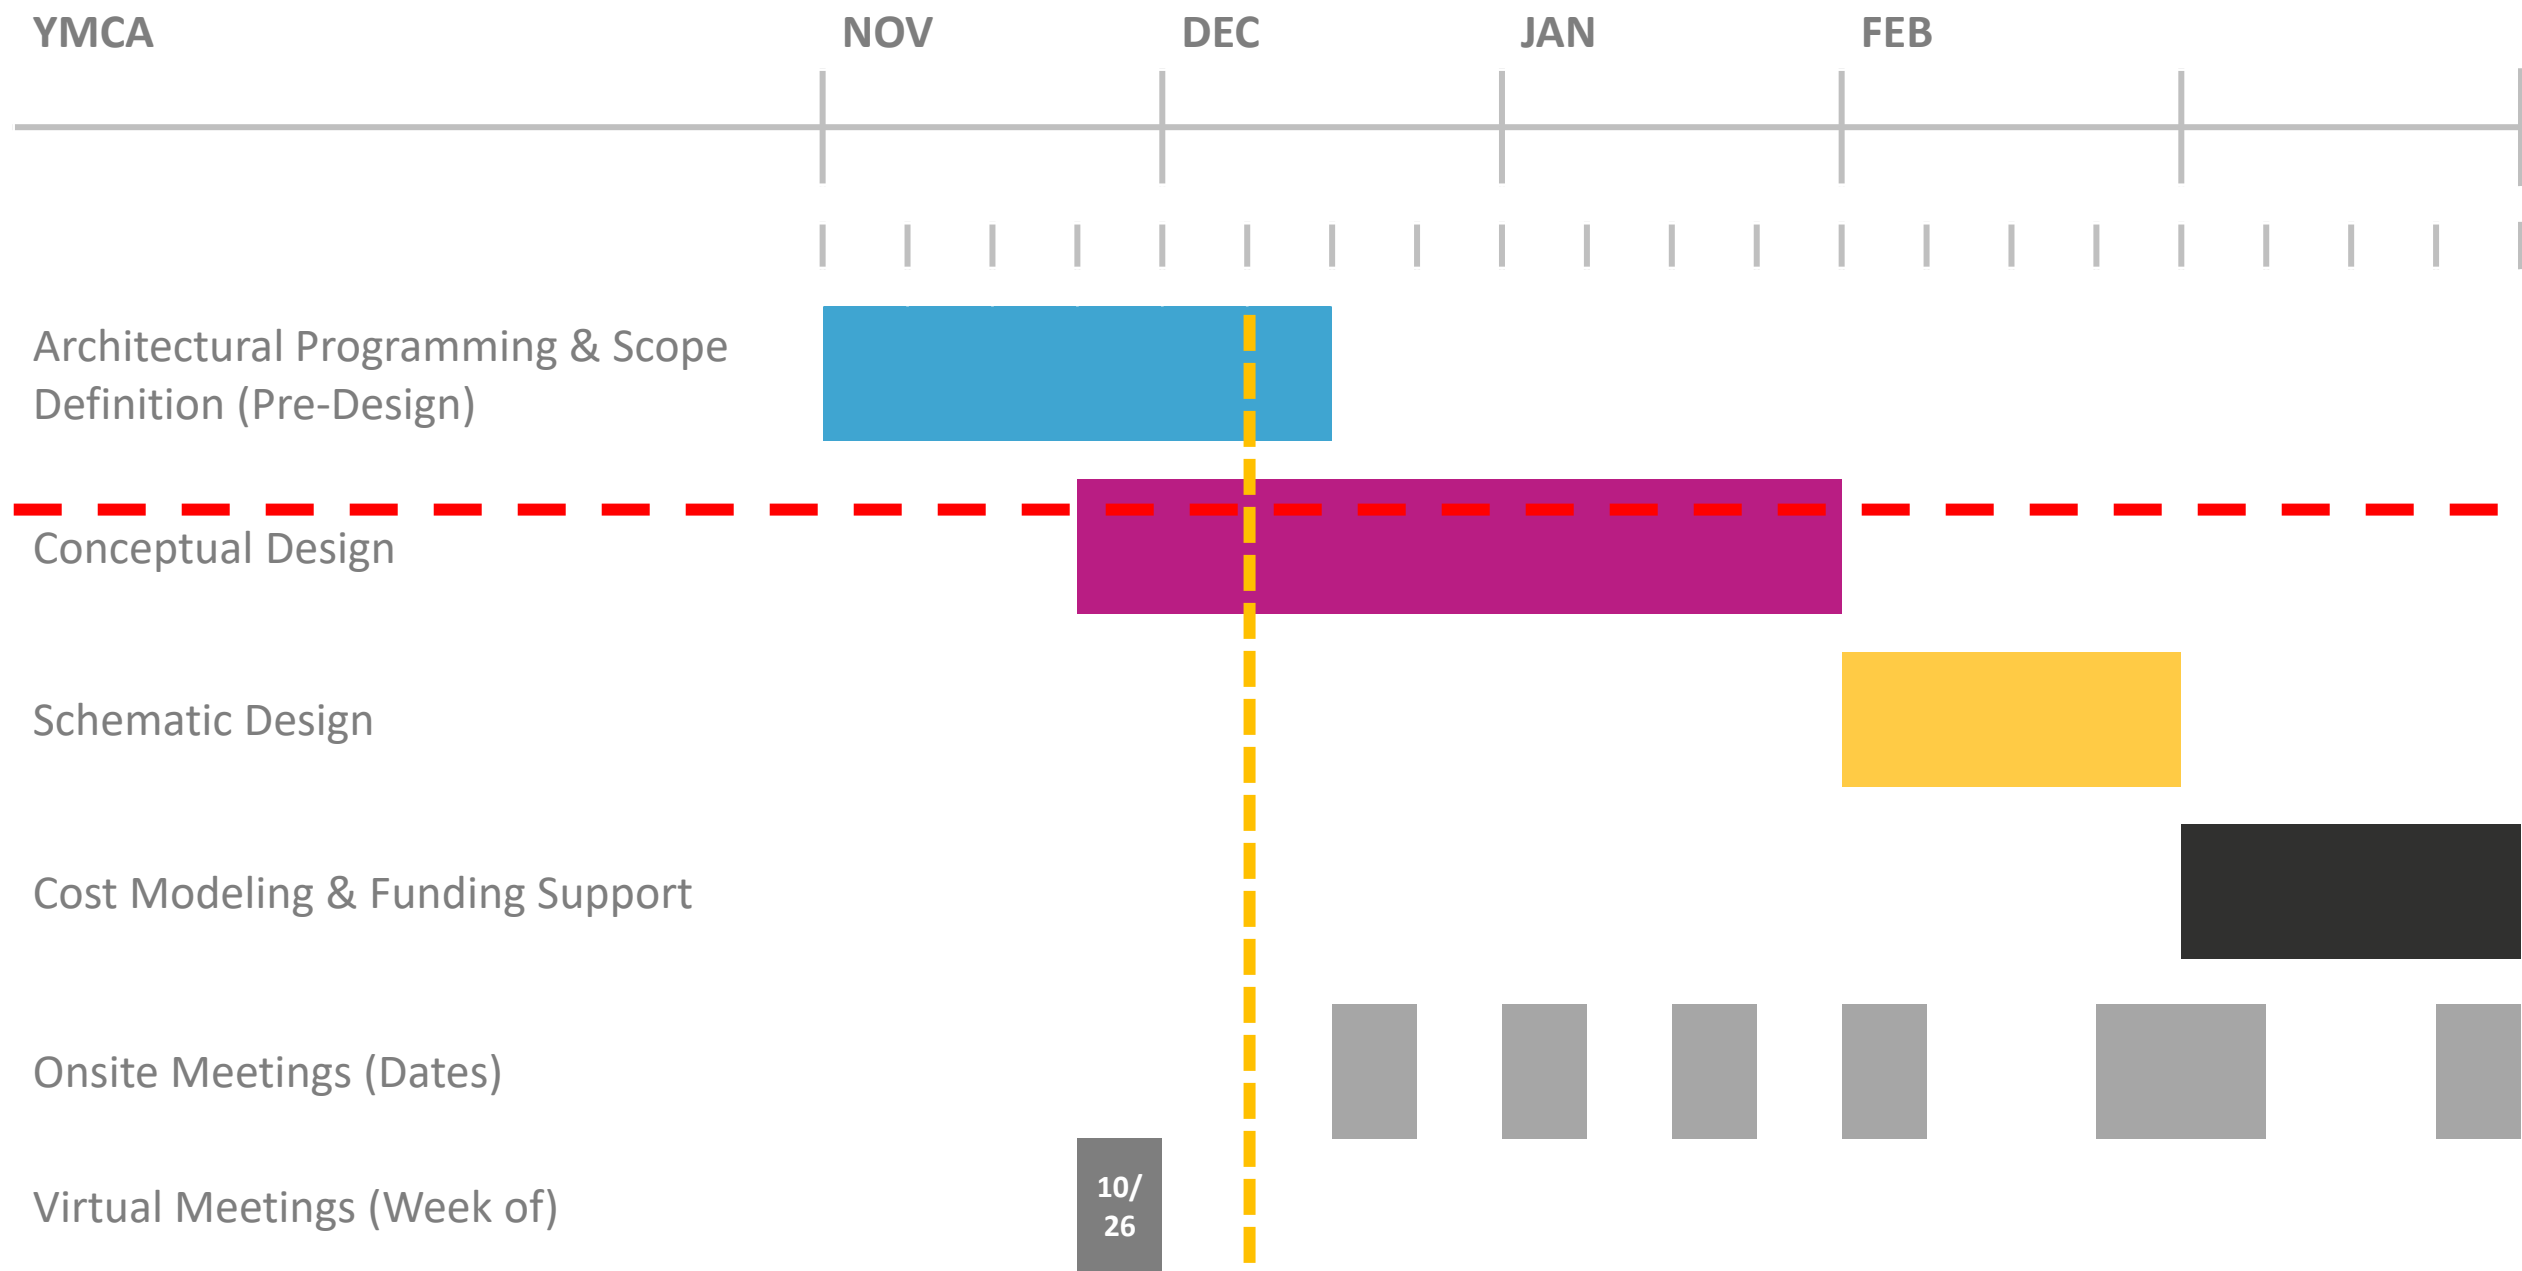 YMCA NOV DEC JAN FEB
Architectural Programming & Scope
Definition (Pre-Design)
Conceptual Design
Schematic Design
Cost Modeling & Funding Support
Onsite Meetings (Dates)
Virtual Meetings (Week of)
10/
26